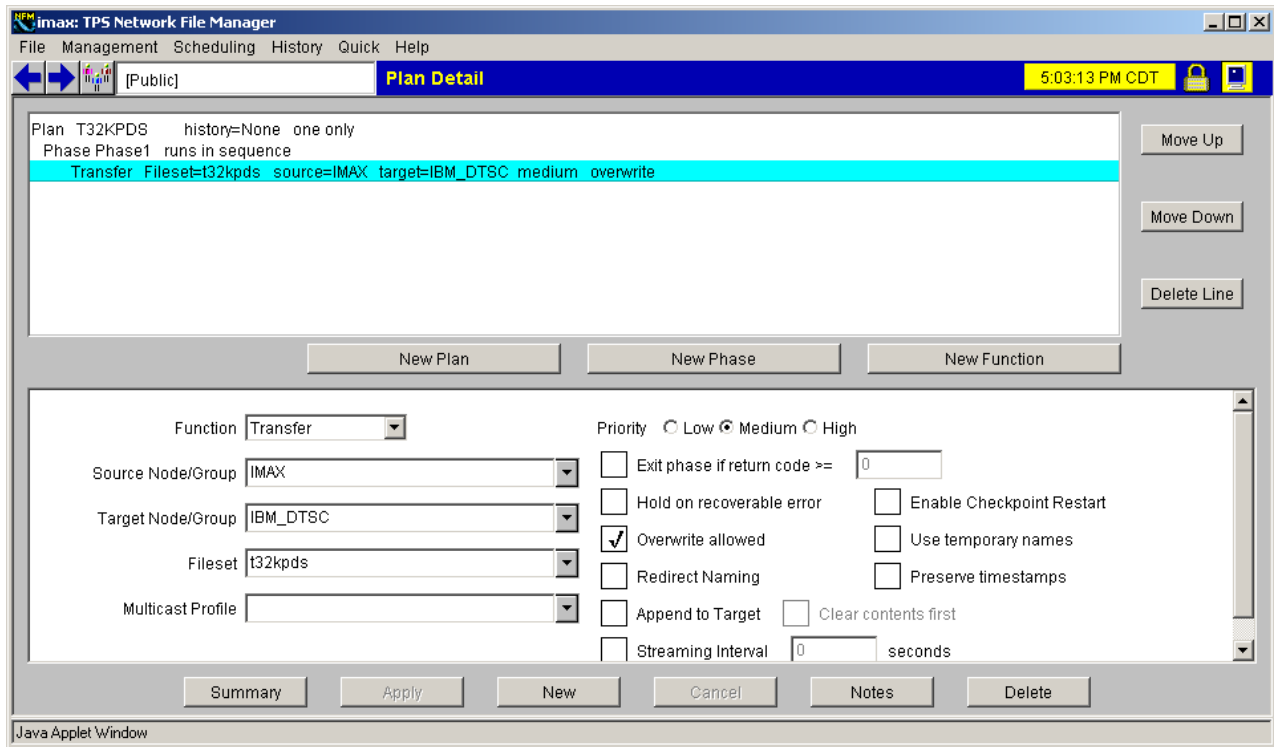 NFM imax: TPS Network File Manager
File Management Scheduling History Quick Help
[Public] Plan Detail 5:03:13 PM CDT
Plan T32KPDS history=None one only
Phase Phase1 runs in sequence
Transfer Fileset=t32kpds source=IMAX target=IBM_DTSC medium overwrite
Move Up
Move Down
Delete Line
New Plan New Phase New Function
Function Transfer Priority Low Medium High
Source Node/Group IMAX Exit phase if return code >= 0
Hold on recoverable error Enable Checkpoint Restart
Target Node/Group IBM_DTSC
Overwrite allowed Use temporary names
Fileset t32kpds
Redirect Naming Preserve timestamps
Multicast Profile Append to Target Clear contents first
Streaming Interval 0 seconds
Summary Apply New Cancel Notes Delete
Java Applet Window